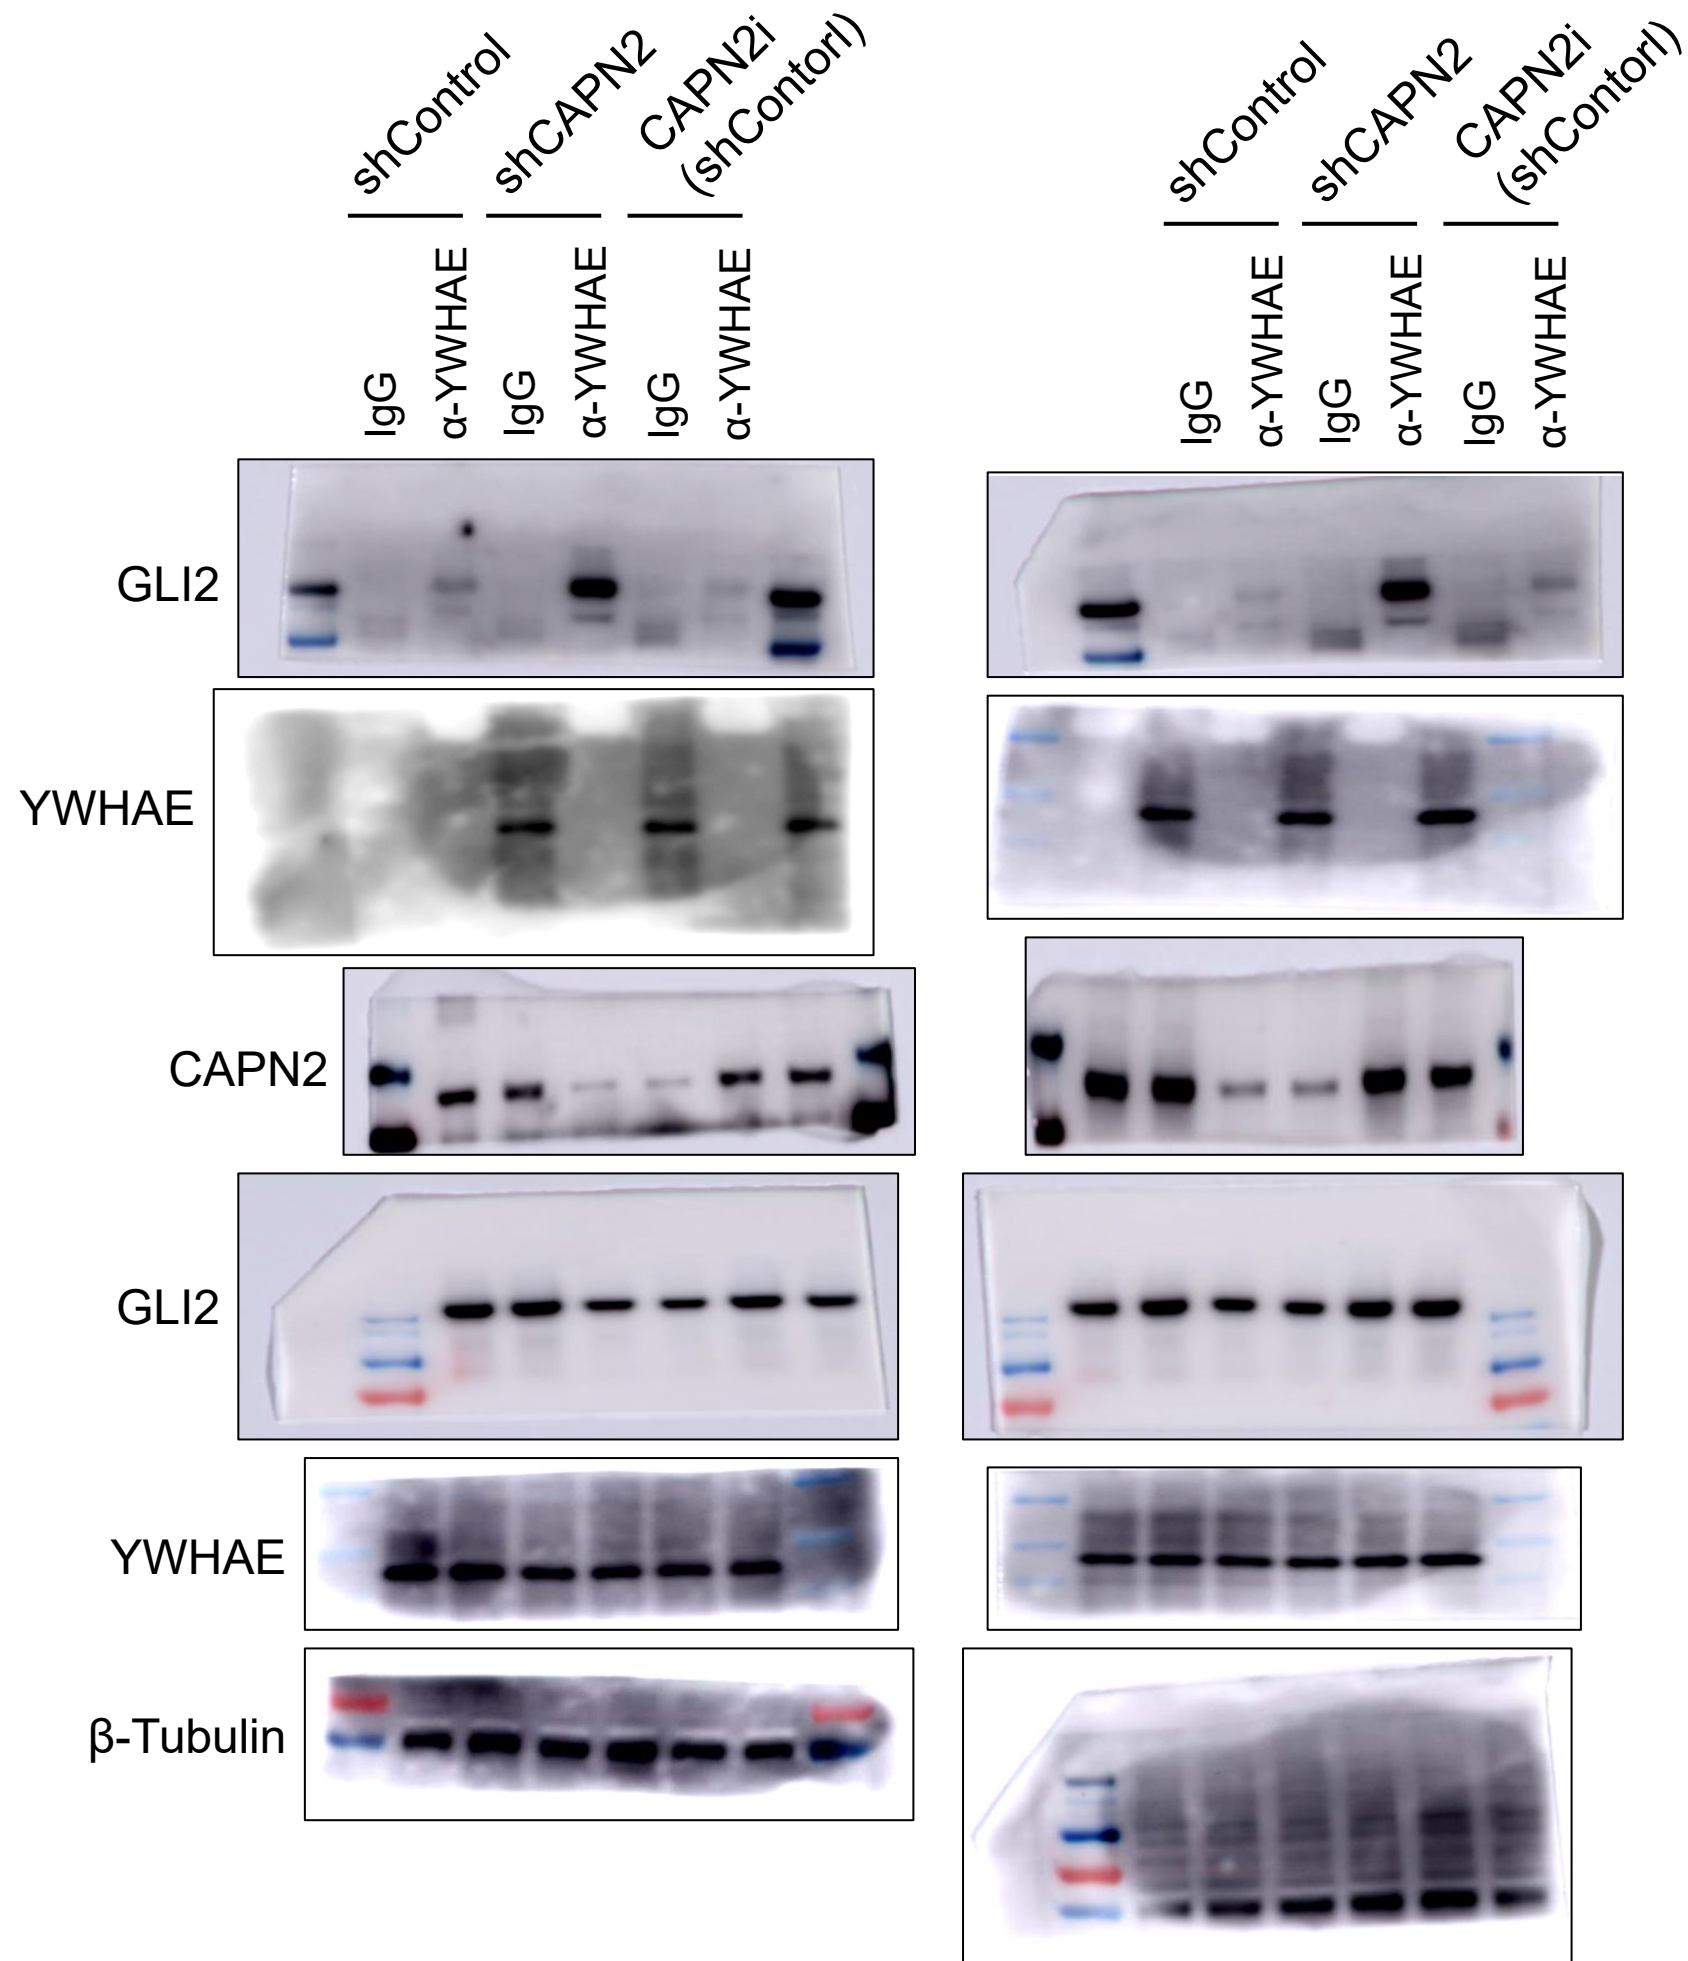 shControl
shCAPN2
CAPN2i
(shContorl)
shControl
shCAPN2
CAPN2i
(shContorl)
IgG
α-YWHAE
IgG
α-YWHAE
IgG
α-YWHAE
IgG
α-YWHAE
IgG
α-YWHAE
IgG
α-YWHAE
GLI2
YWHAE
CAPN2
GLI2
YWHAE
β-Tubulin